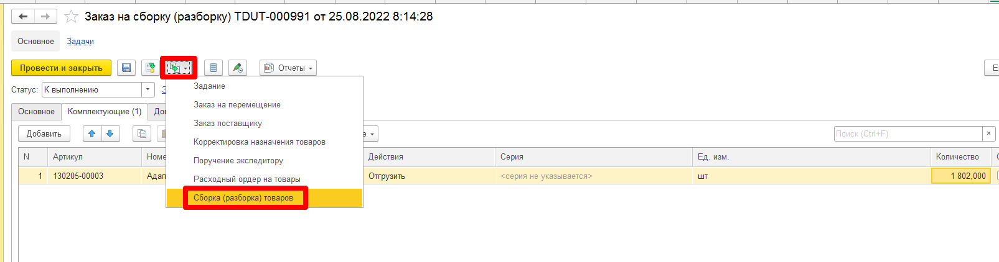 Заказ на сборку (разборку) TDUT-000991 от 25.08.2022 8:14:28
Основное Задачи
Провести и закрыть Отчеты
Статус: К выполнению
Задание
Заказ на перемещение
Заказ поставщику
Корректировка назначения товаров
Поручение экспедитору
Расходный ордер на товары
Сборка (разборка) товаров
Основное Комплектующие (1)
Добавить Поиск (Ctrl+F) ×
N Артикул Номе Действия Серия Ед. изм. Количество
1 130205-00003 Адап Отгрузить <серия не указывается> шт 1 802,000